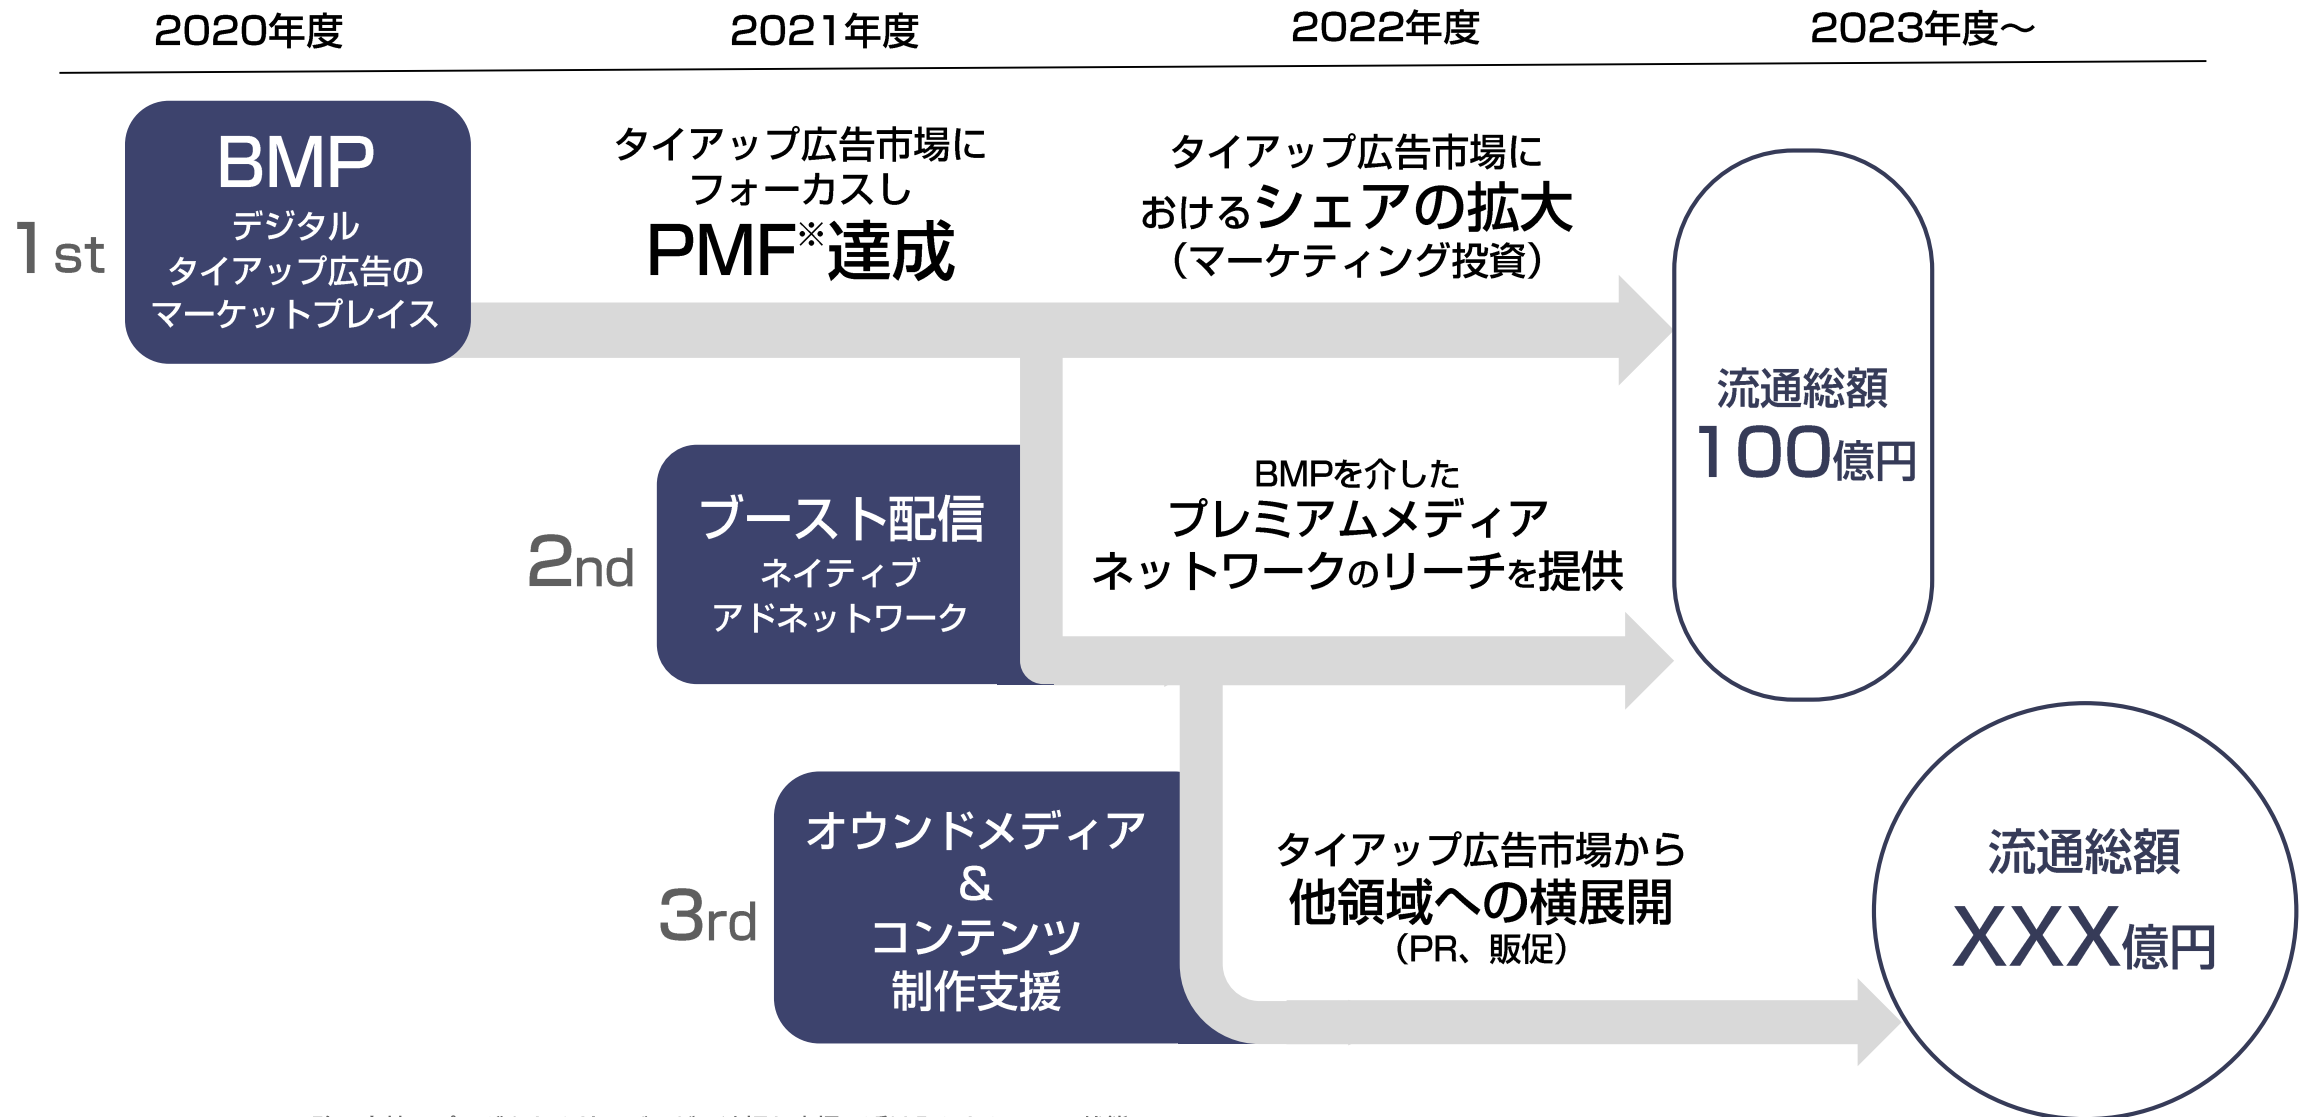 2020年度
2021年度
2022年度
2023年度～
1st
BMP
デジタル
タイアップ広告の
マーケットプレイス
タイアップ広告市場に
フォーカスし
PMF※達成
タイアップ広告市場に
おけるシェアの拡大
（マーケティング投資）
流通総額
100億円
2nd
ブースト配信
ネイティブ
アドネットワーク
BMPを介した
プレミアムメディア
ネットワークのリーチを提供
3rd
オウンドメディア
&
コンテンツ
制作支援
タイアップ広告市場から
他領域への横展開
（PR、販促）
流通総額
XXX億円